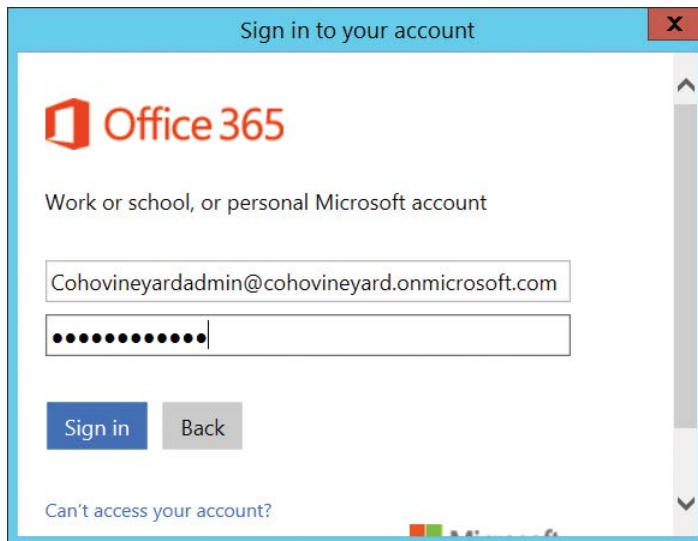 Sign in to your account
X
Office 365
Work or school, or personal Microsoft account
Cohovineyardadmin@cohovineyard.onmicrosoft.com
••••••••••••
Sign in Back
Can't access your account?
Microsoft